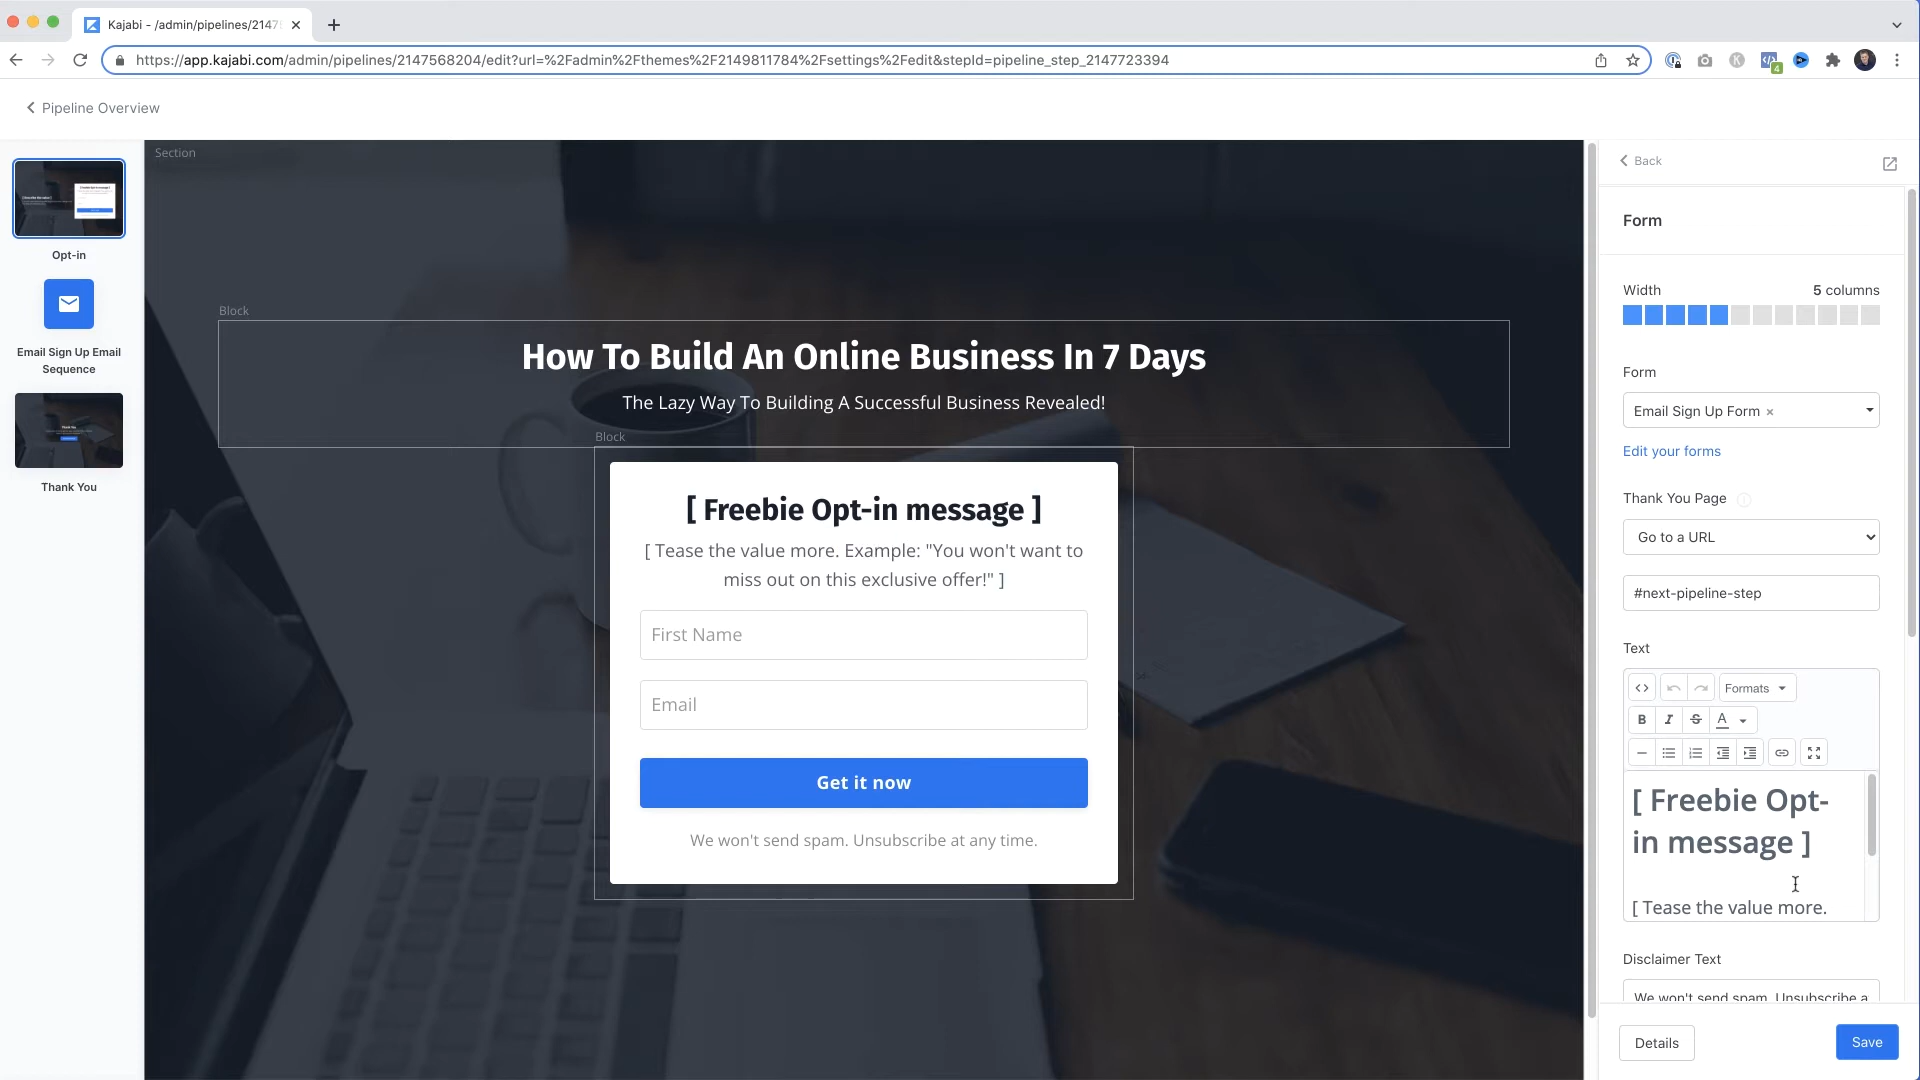 Kajabi - /admin/pipelines/2147
https://app.kajabi.com/admin/pipelines/2147568204/edit?url=%2Fadmin%2Fthemes%2F2149811784%2Fsettings%2Fedit&stepId=pipeline_step_2147723394
4
Pipeline Overview
Opt-in
Email Sign Up Email
Sequence
Thank You
Section
Block
How To Build An Online Business In 7 Days
The Lazy Way To Building A Successful Business Revealed!
Block
[ Freebie Opt-in message ]
[ Tease the value more. Example: "You won't want to
miss out on this exclusive offer!" ]
First Name
Email
Get it now
We won't send spam. Unsubscribe at any time.
Back
Form
Width 5 columns
Form
Email Sign Up Form ×
Edit your forms
Thank You Page
Go to a URL
#next-pipeline-step
Text
Formats
B I S A
[ Freebie Opt-
in message ]
[ Tease the value more.
Disclaimer Text
We won't send spam. Unsubscribe a
Details
Save